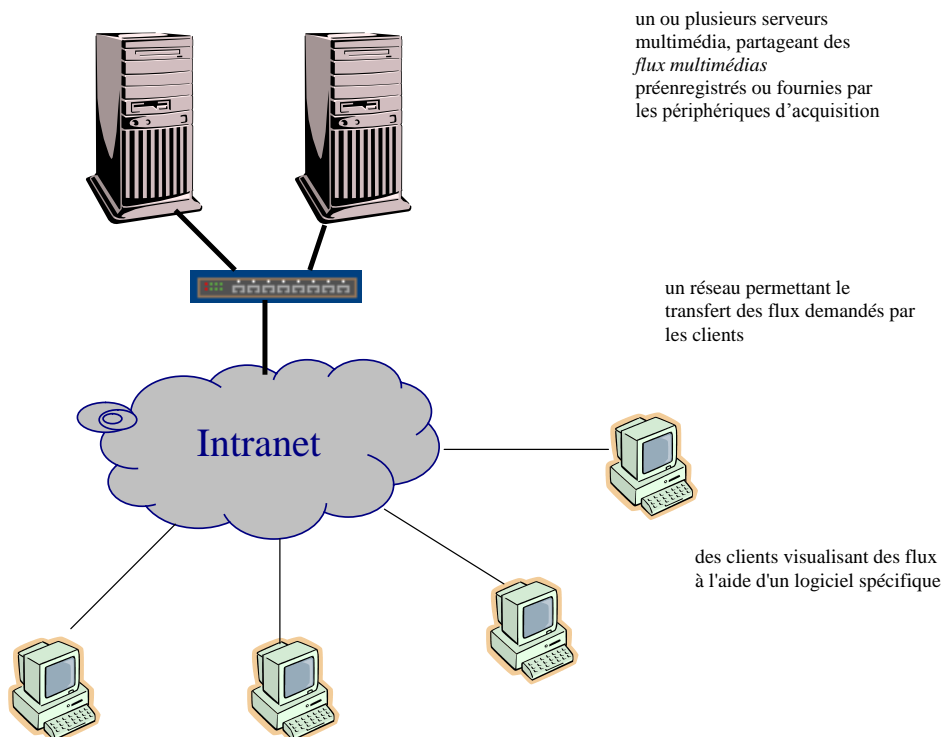 un ou plusieurs serveurs
multimédia, partageant des
flux multimédias
préenregistrés ou fournies par
les périphériques d’acquisition
un réseau permettant le
transfert des flux demandés par
les clients
Intranet
des clients visualisant des flux
à l'aide d'un logiciel spécifique